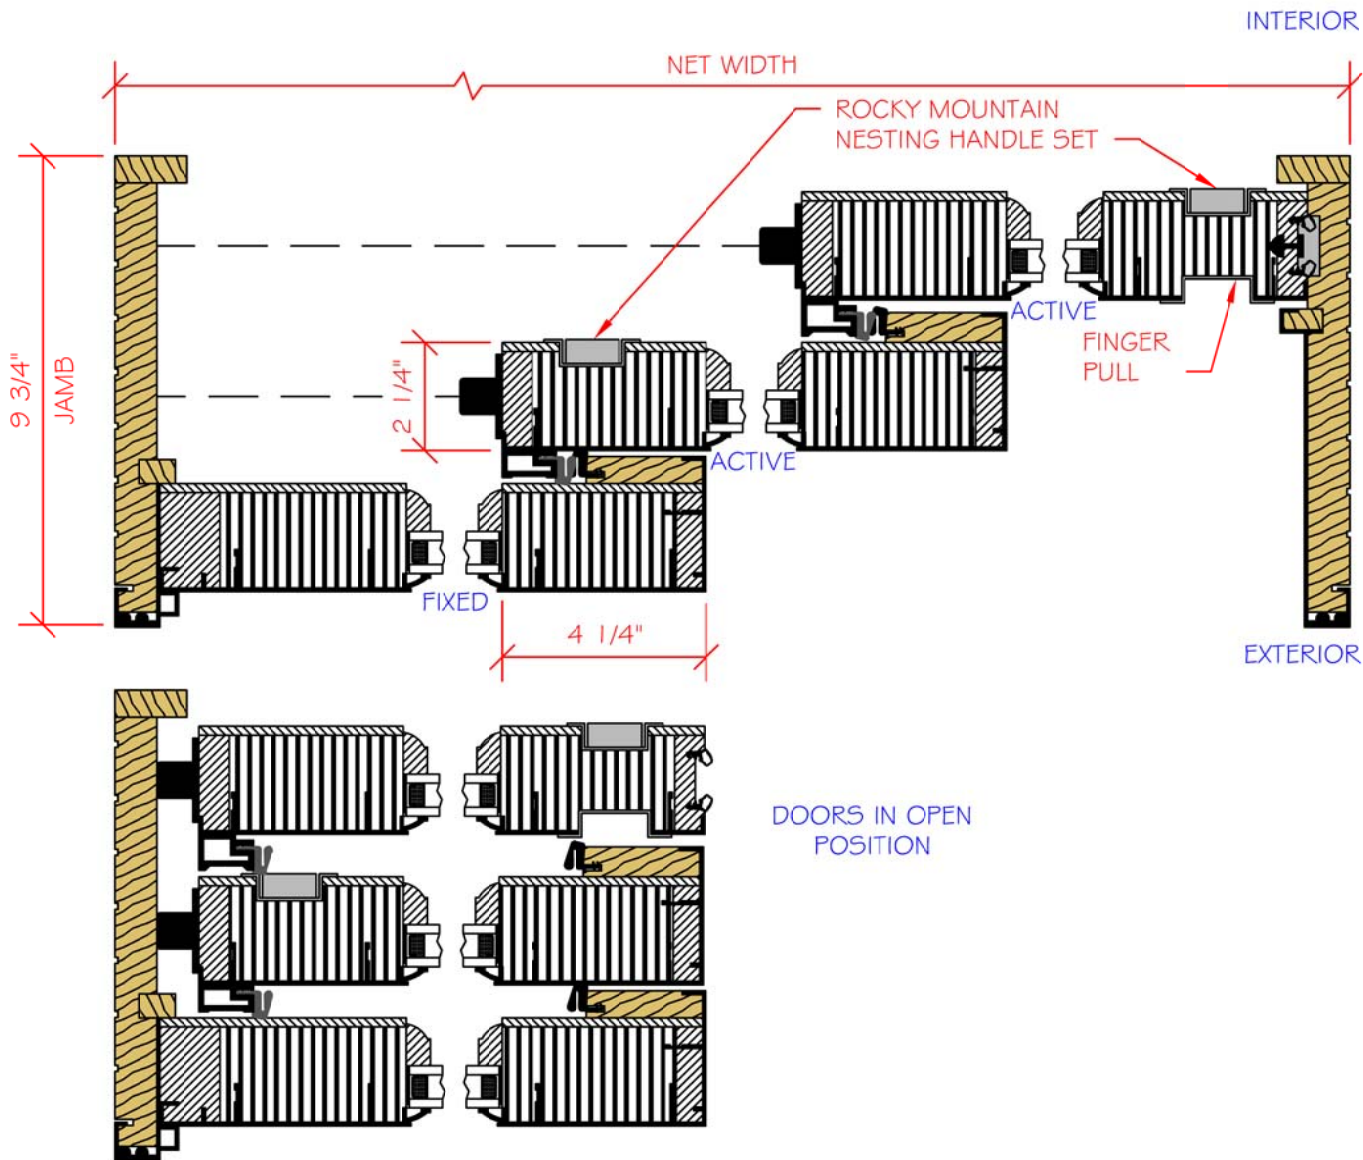 INTERIOR
NET WIDTH
ROCKY MOUNTAIN
NESTING HANDLE SET
9 3/4"
JAMB
2 1/4"
ACTIVE
FINGER
PULL
ACTIVE
FIXED
4 1/4"
EXTERIOR
DOORS IN OPEN
POSITION